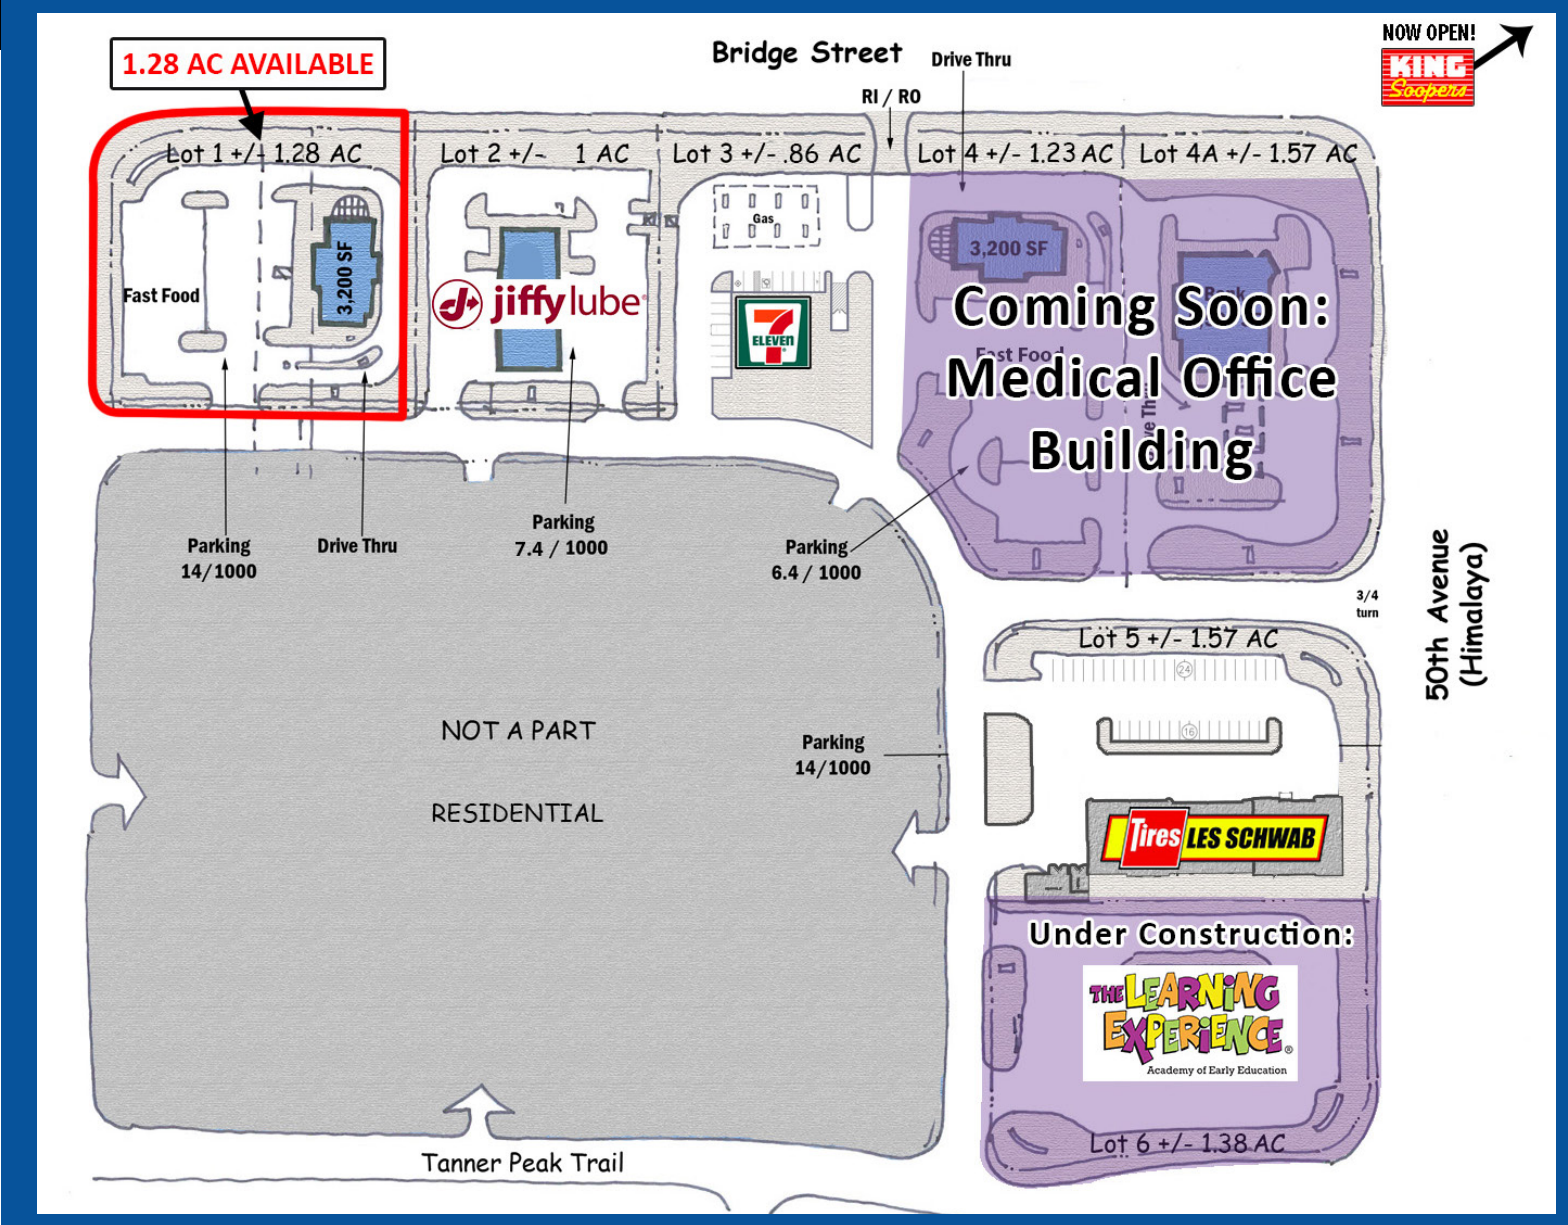 1.28 AC AVAILABLE
Bridge Street
Drive Thru
RI / RO
NOW OPEN!
KING
Soopers
Lot 1 +/- 1.28 AC
Lot 2 +/- 1 AC
Lot 3 +/- .86 AC
Lot 4 +/- 1.23 AC
Lot 4A +/- 1.57 AC
Fast Food
3,200 SF
jiffy lube
Gas
7
ELEVEN
3,200 SF
Bank
Coming Soon:
Fast Food
Medical Office
Building
Parking
14/1000
Drive Thru
Parking
7.4 / 1000
Parking
6.4 / 1000
50th Avenue
(Himalaya)
3/4
turn
Lot 5 +/- 1.57 AC
24
16
NOT A PART
RESIDENTIAL
Parking
14/1000
Tires LES SCHWAB
Under Construction:
THE LEARNING
EXPERIENCE®
Academy of Early Education
Lot 6 +/- 1.38 AC
Tanner Peak Trail